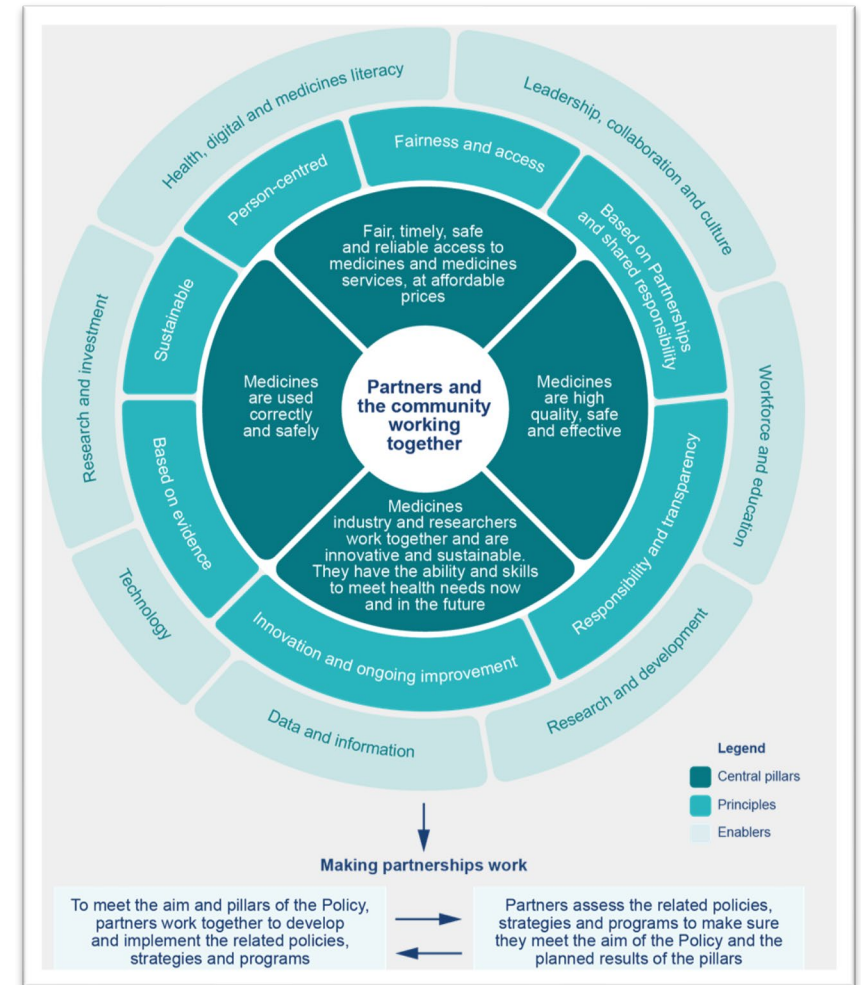 Health, digital and medicines literacy
Leadership, collaboration and culture
Workforce and education
Research and development
Data and information
Technology
Research and investment
Person-centred
Fairness and access
Based on Partnerships
and shared responsibility
Responsibility and transparency
Innovation and ongoing improvement
Based on evidence
Sustainable
Fair, timely, safe
and reliable access to
medicines and medicines
services, at affordable
prices
Medicines
are used
correctly
and safely
Partners and
the community
working
together
Medicines
are high
quality, safe
and effective
Medicines
industry and researchers
work together and are
innovative and sustainable.
They have the ability and skills
to meet health needs now
and in the future
Legend
Central pillars
Principles
Enablers
Making partnerships work
To meet the aim and pillars of the Policy,
partners work together to develop
and implement the related policies,
strategies and programs
Partners assess the related policies,
strategies and programs to make sure
they meet the aim of the Policy and the
planned results of the pillars